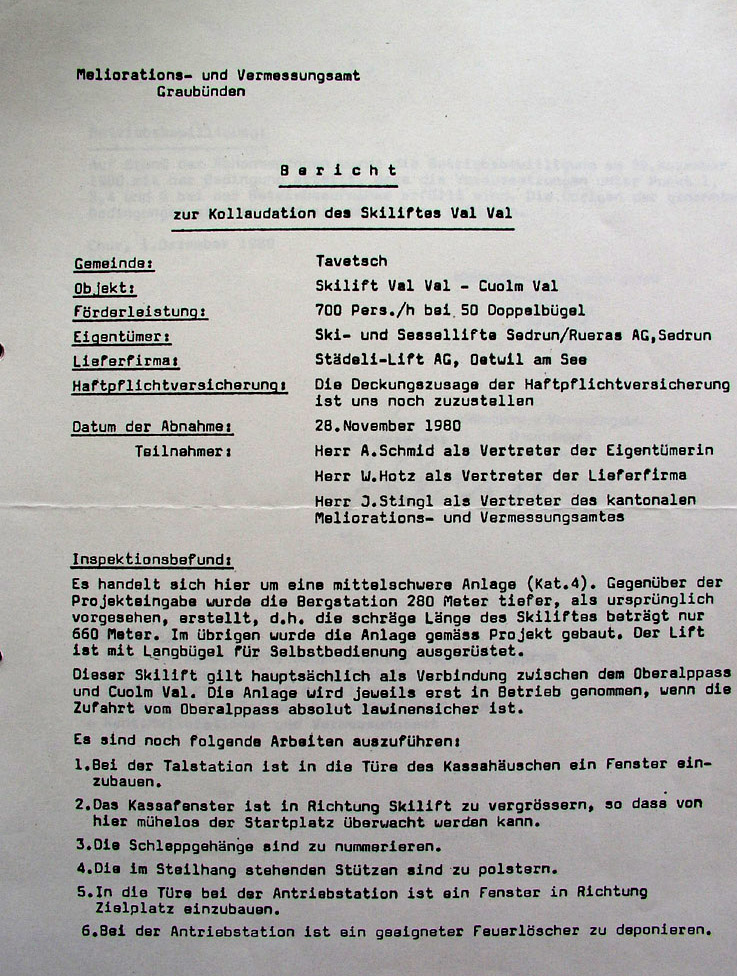 Meliorations- und Vermessungsamt
Graubünden
B e r i c h t
zur Kollaudation des Skiliftes Val Val
Gemeinde: Tavetsch
Objekt: Skilift Val Val - Cuolm Val
Förderleistung: 700 Pers./h bei 50 Doppelbügel
Eigentümer: Ski- und Sessellifte Sedrun/Rueras AG,Sedrun
Lieferfirma: Städeli-Lift AG, Oetwil am See
Haftpflichtversicherung: Die Deckungszusage der Haftpflichtversicherung
ist uns noch zuzustellen
Datum der Abnahme: 28.November 1980
Teilnehmer: Herr A.Schmid als Vertreter der Eigentümerin
Herr W.Hotz als Vertreter der Lieferfirma
Herr J.Stingl als Vertreter des kantonalen
Meliorations- und Vermessungsamtes
Inspektionsbefund:
Es handelt sich hier um eine mittelschwere Anlage (Kat.4). Gegenüber der
Projekteingabe wurde die Bergstation 280 Meter tiefer, als ursprünglich
vorgesehen, erstellt, d.h. die schräge Länge des Skiliftes beträgt nur
660 Meter. Im übrigen wurde die Anlage gemäss Projekt gebaut. Der Lift
ist mit Langbügel für Selbstbedienung ausgerüstet.
Dieser Skilift gilt hauptsächlich als Verbindung zwischen dem Oberalppass
und Cuolm Val. Die Anlage wird jeweils erst in Betrieb genommen, wenn die
Zufahrt vom Oberalppass absolut lawinensicher ist.
Es sind noch folgende Arbeiten auszuführen:
1.Bei der Talstation ist in die Türe des Kassahäuschen ein Fenster ein-
zubauen.
2.Das Kassafenster ist in Richtung Skilift zu vergrössern, so dass von
hier mühelos der Startplatz überwacht werden kann.
3.Die Schleppgehänge sind zu nummerieren.
4.Die im Steilhang stehenden Stützen sind zu polstern.
5.In die Türe bei der Antriebstation ist ein Fenster in Richtung
Zielplatz einzubauen.
6.Bei der Antriebstation ist ein geeigneter Feuerlöscher zu deponieren.